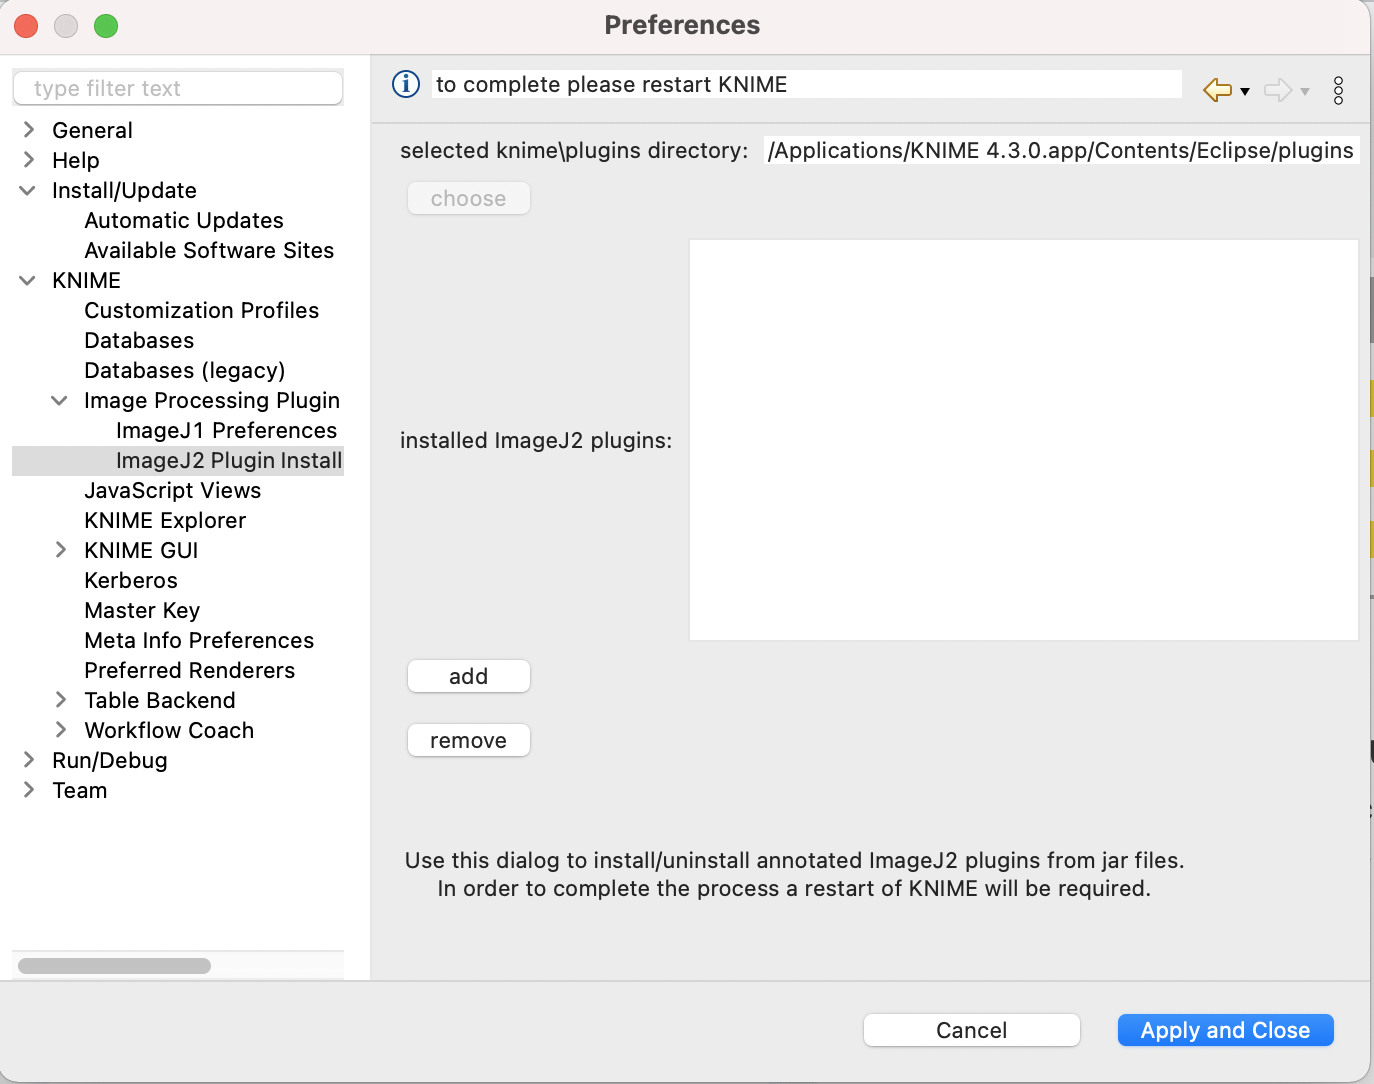 Preferences
type filter text
General
Help
Install/Update
Automatic Updates
Available Software Sites
KNIME
Customization Profiles
Databases
Databases (legacy)
Image Processing Plugin
ImageJ1 Preferences
ImageJ2 Plugin Install
JavaScript Views
KNIME Explorer
KNIME GUI
Kerberos
Master Key
Meta Info Preferences
Preferred Renderers
Table Backend
Workflow Coach
Run/Debug
Team
to complete please restart KNIME
selected knime\plugins directory: /Applications/KNIME 4.3.0.app/Contents/Eclipse/plugins
choose
installed ImageJ2 plugins:
add
remove
Use this dialog to install/uninstall annotated ImageJ2 plugins from jar files.
In order to complete the process a restart of KNIME will be required.
Cancel
Apply and Close